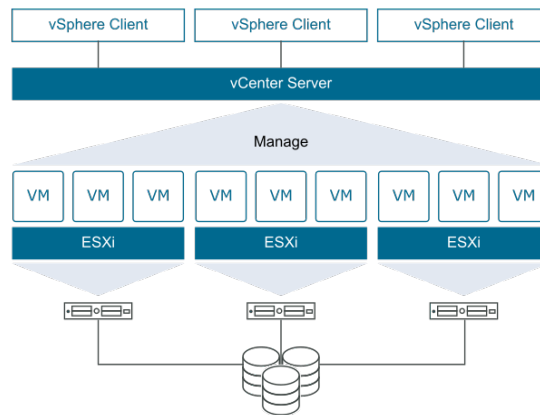 vSphere Client vSphere Client vSphere Client
vCenter Server
Manage
VM VM VM VM VM VM VM VM VM
ESXi ESXi ESXi